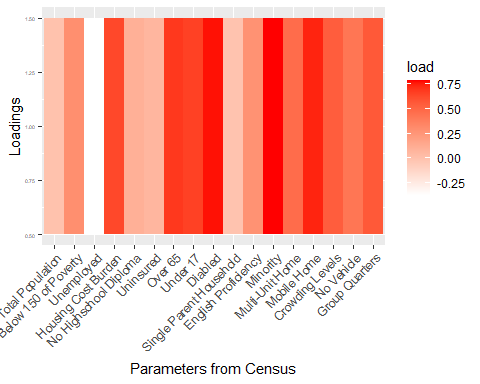 1.50
1.25
1.00
0.75
0.50
Loadings
Total Population
Below 150 of Poverty
Unemployed
Housing Cost Burden
No Highschool Diploma
Uninsured
Over 65
Under 17
Disabled
Single Parent Household
English Proficiency
Minority
Multi-Unit Home
Mobile Home
Crowding Levels
No Vehicle
Group Quarters
Parameters from Census
load
0.75
0.50
0.25
0.00
-0.25